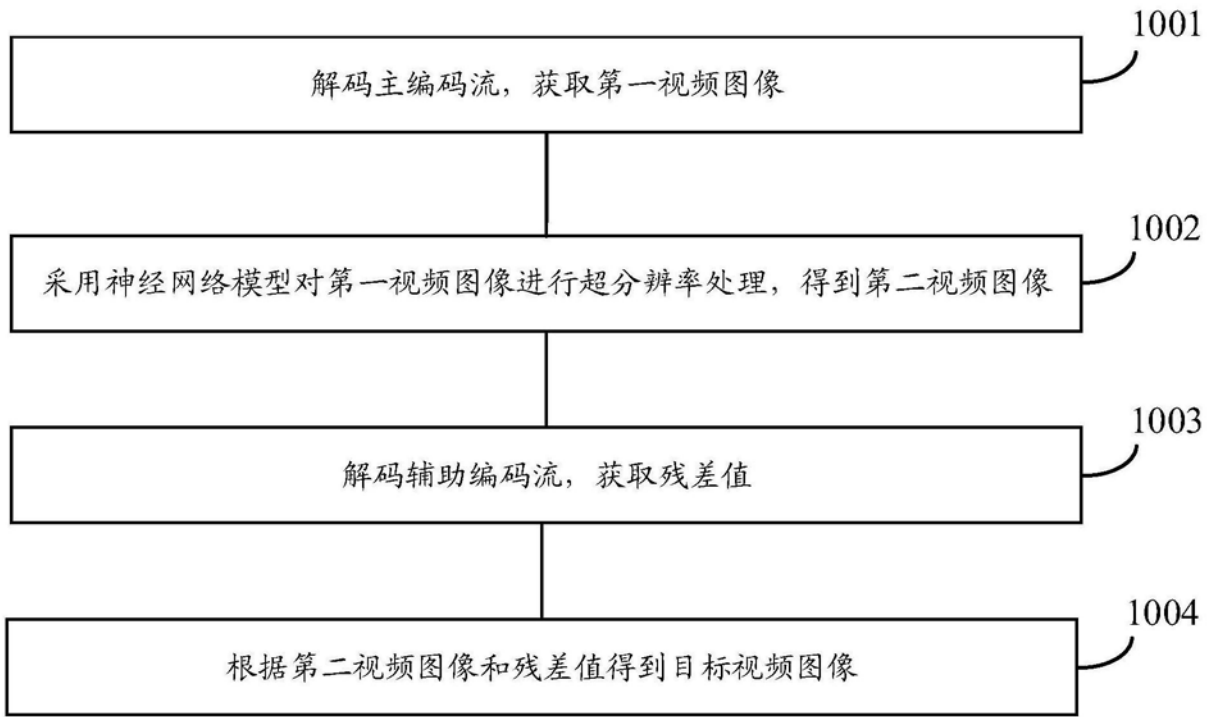 1001
解码主编码流，获取第一视频图像
1002
采用神经网络模型对第一视频图像进行超分辨率处理，得到第二视频图像
1003
解码辅助编码流，获取残差值
1004
根据第二视频图像和残差值得到目标视频图像